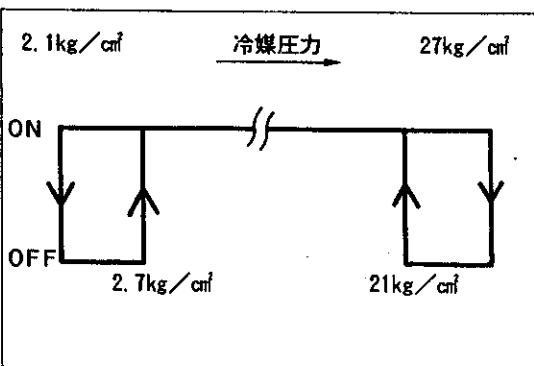 2.1kg／c㎡ 冷媒圧力 27kg／c㎡
ON
OFF
2.7kg／c㎡ 21kg／c㎡